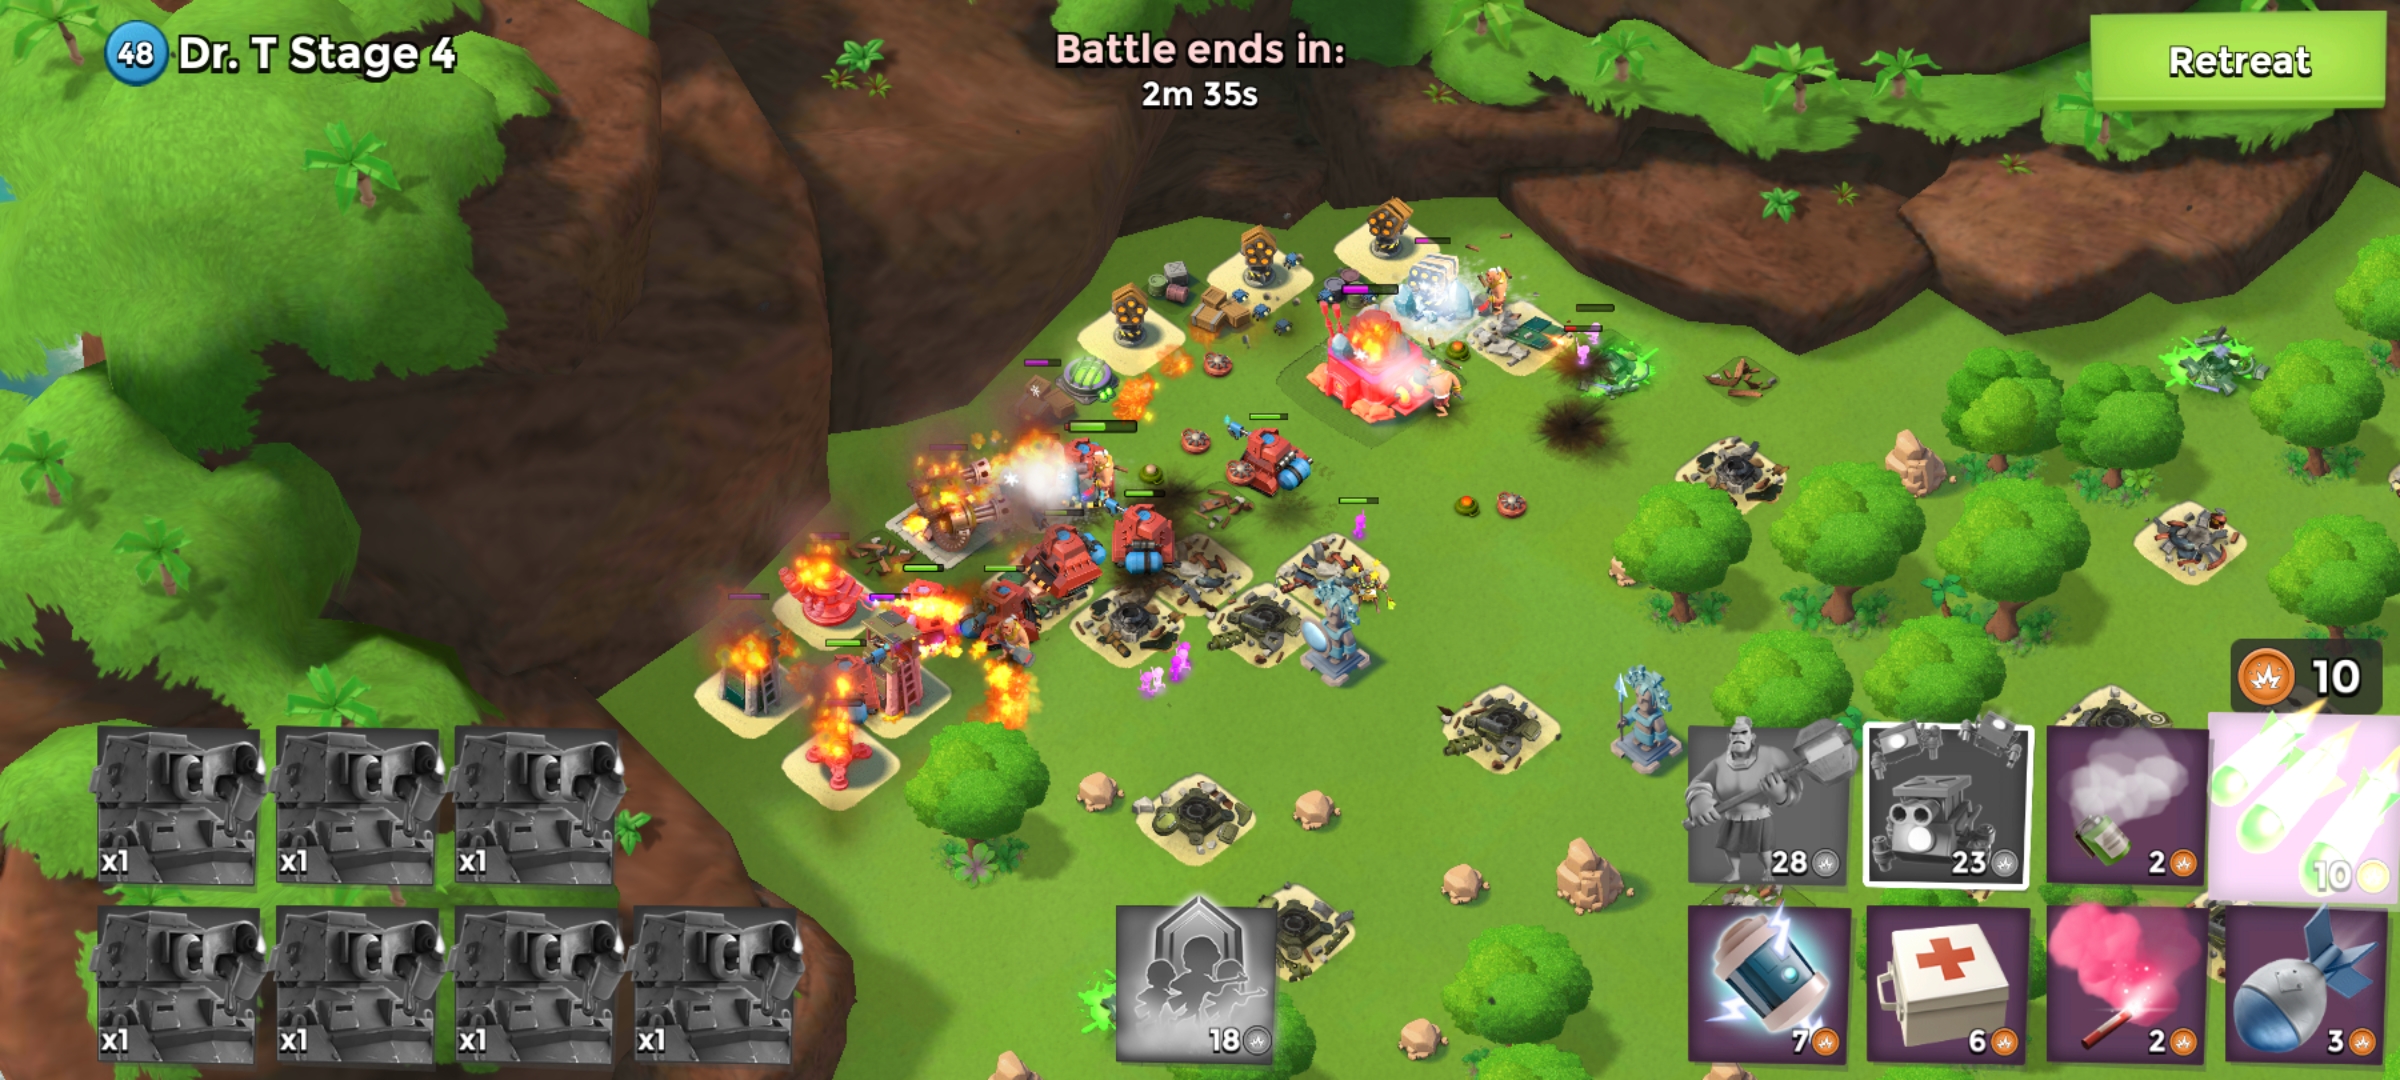 48 Dr. T Stage 4
Battle ends in:
2m 35s
Retreat
10
x1
x1
x1
28
23
2
10
x1
x1
x1
x1
18
7
6
2
3